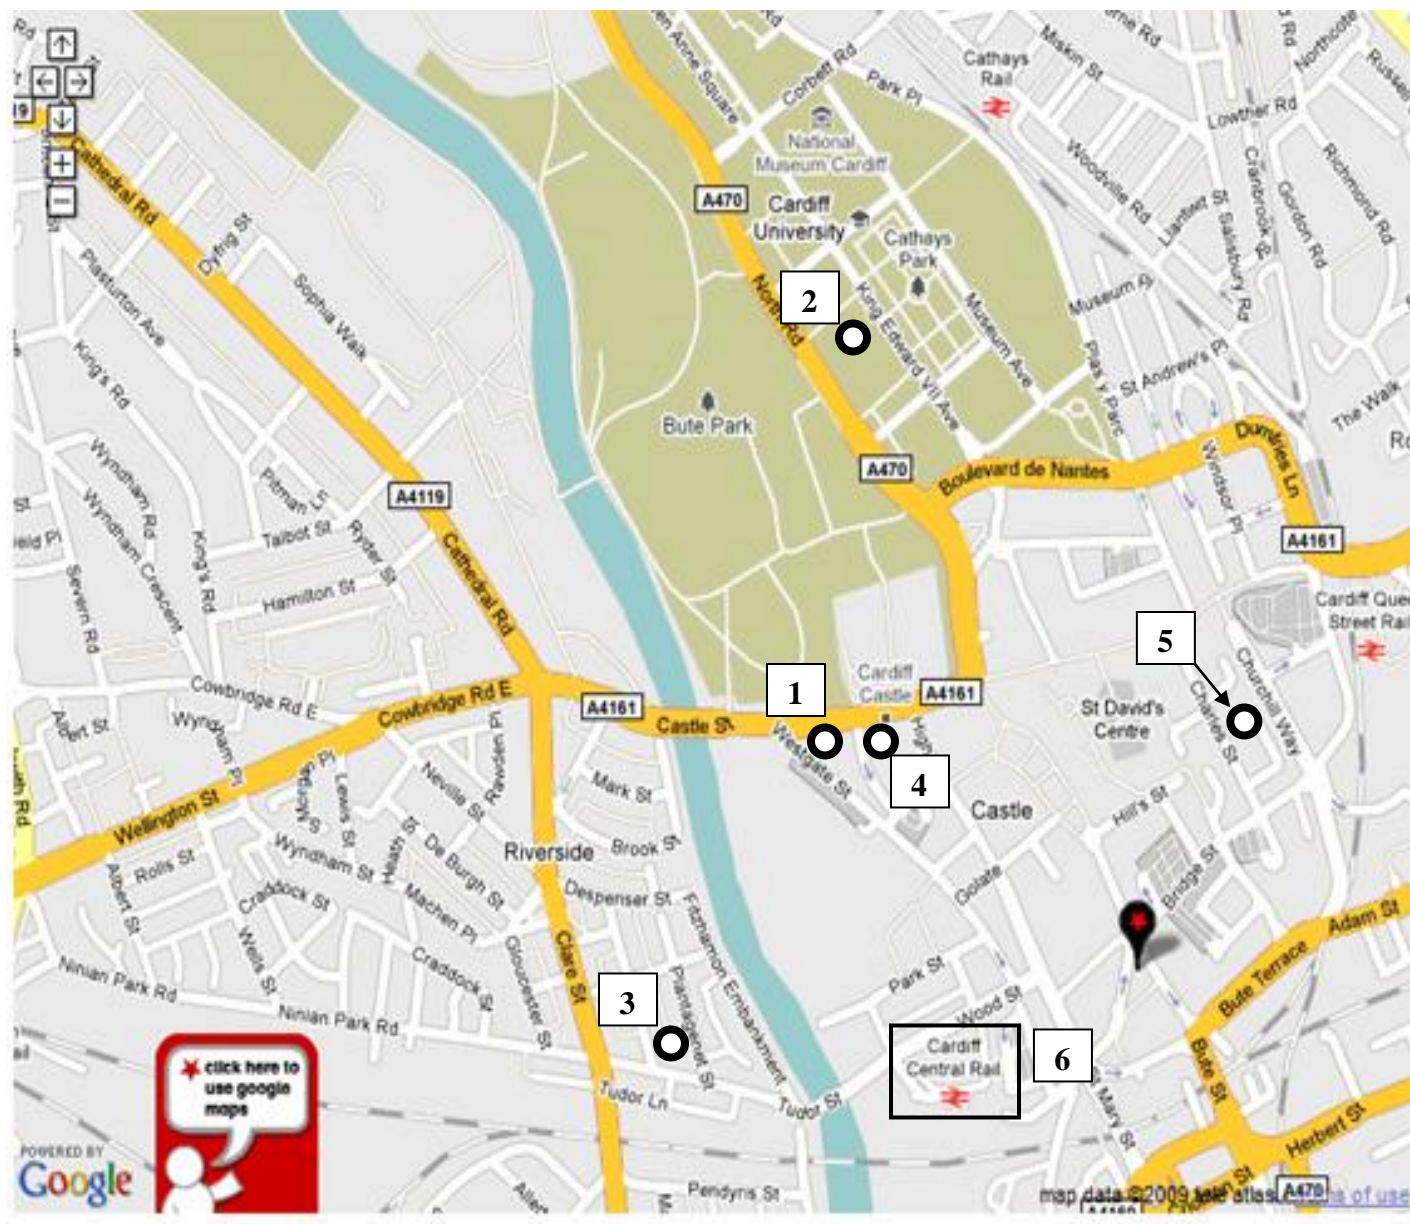 Rd
Corbett Rd
Park Pl
Cathays
Rail
Miskin St
Lowther Rd
Northcote
Richmond Rd
Gordon Rd
Cranbrook
Salisbury Rd
Woodville Rd
National
Museum Cardiff
A470
Cardiff
University
Cathays
Park
Cathedral Rd
Dyfrig St
Sophia Walk
Plasturton Ave
King's Rd
North Rd
2
King Edward VII Ave
Museum Ave
Plas y Parc
St Andrew's Pl
The Walk
Bute Park
A470
Boulevard de Nantes
Dumfries Ln
Windsor Pl
A4161
A4119
Wyndham Rd
Wyndham Crescent
Pitman Ln
Talbot St
Ryder St
King's Rd
Hamilton St
Severn Rd
Cathedral Rd
Cardiff Quee
Street Rail
5
Churchill Way
Charles St
St David's
Centre
Cardiff
Castle
A4161
1
Castle St
A4161
Cowbridge Rd E
Cowbridge Rd E
Albert St
Wyndham Pl
Westgate St
High
4
Castle
Hill's St
Bridge St
Wellington St
Lewis St
Neville St
Rawden Pl
Mark St
Brook St
Riverside
Rolls St
Albert St
Wyndham St
Heath St
De Burgh St
Machen Pl
Despenser St
Craddock St
Wells St
Craddock St
Gloucester St
Clare St
Fitzhamon Embankment
Plantagenet St
Golate
Park St
Wood St
Adam St
Bute Terrace
Bute St
Ninian Park Rd
Ninian Park Rd
3
Cardiff
Central Rail
6
Tudor Ln
Tudor St
St Mary St
Herbert St
click here to
use google
maps
POWERED BY
Google
Pendyris St
A470
map data ©2009 tele atlas